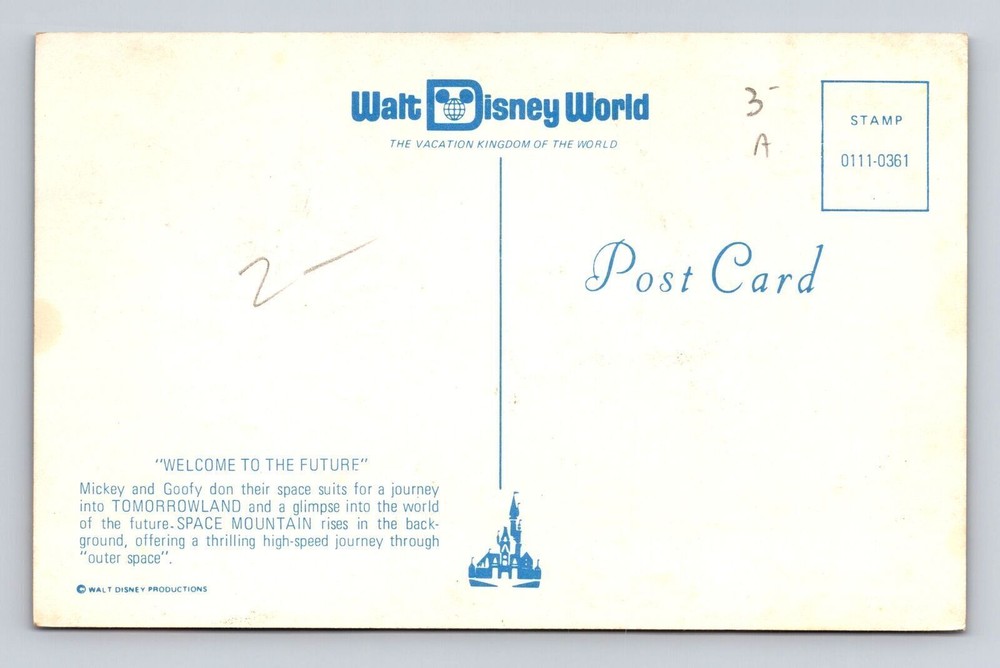 Walt Disney World
THE VACATION KINGDOM OF THE WORLD
3-
A
STAMP
0111-0361
2-
Post Card
"WELCOME TO THE FUTURE"
Mickey and Goofy don their space suits for a journey
into TOMORROWLAND and a glimpse into the world
of the future. SPACE MOUNTAIN rises in the back-
ground, offering a thrilling high-speed journey through
"outer space".
© WALT DISNEY PRODUCTIONS